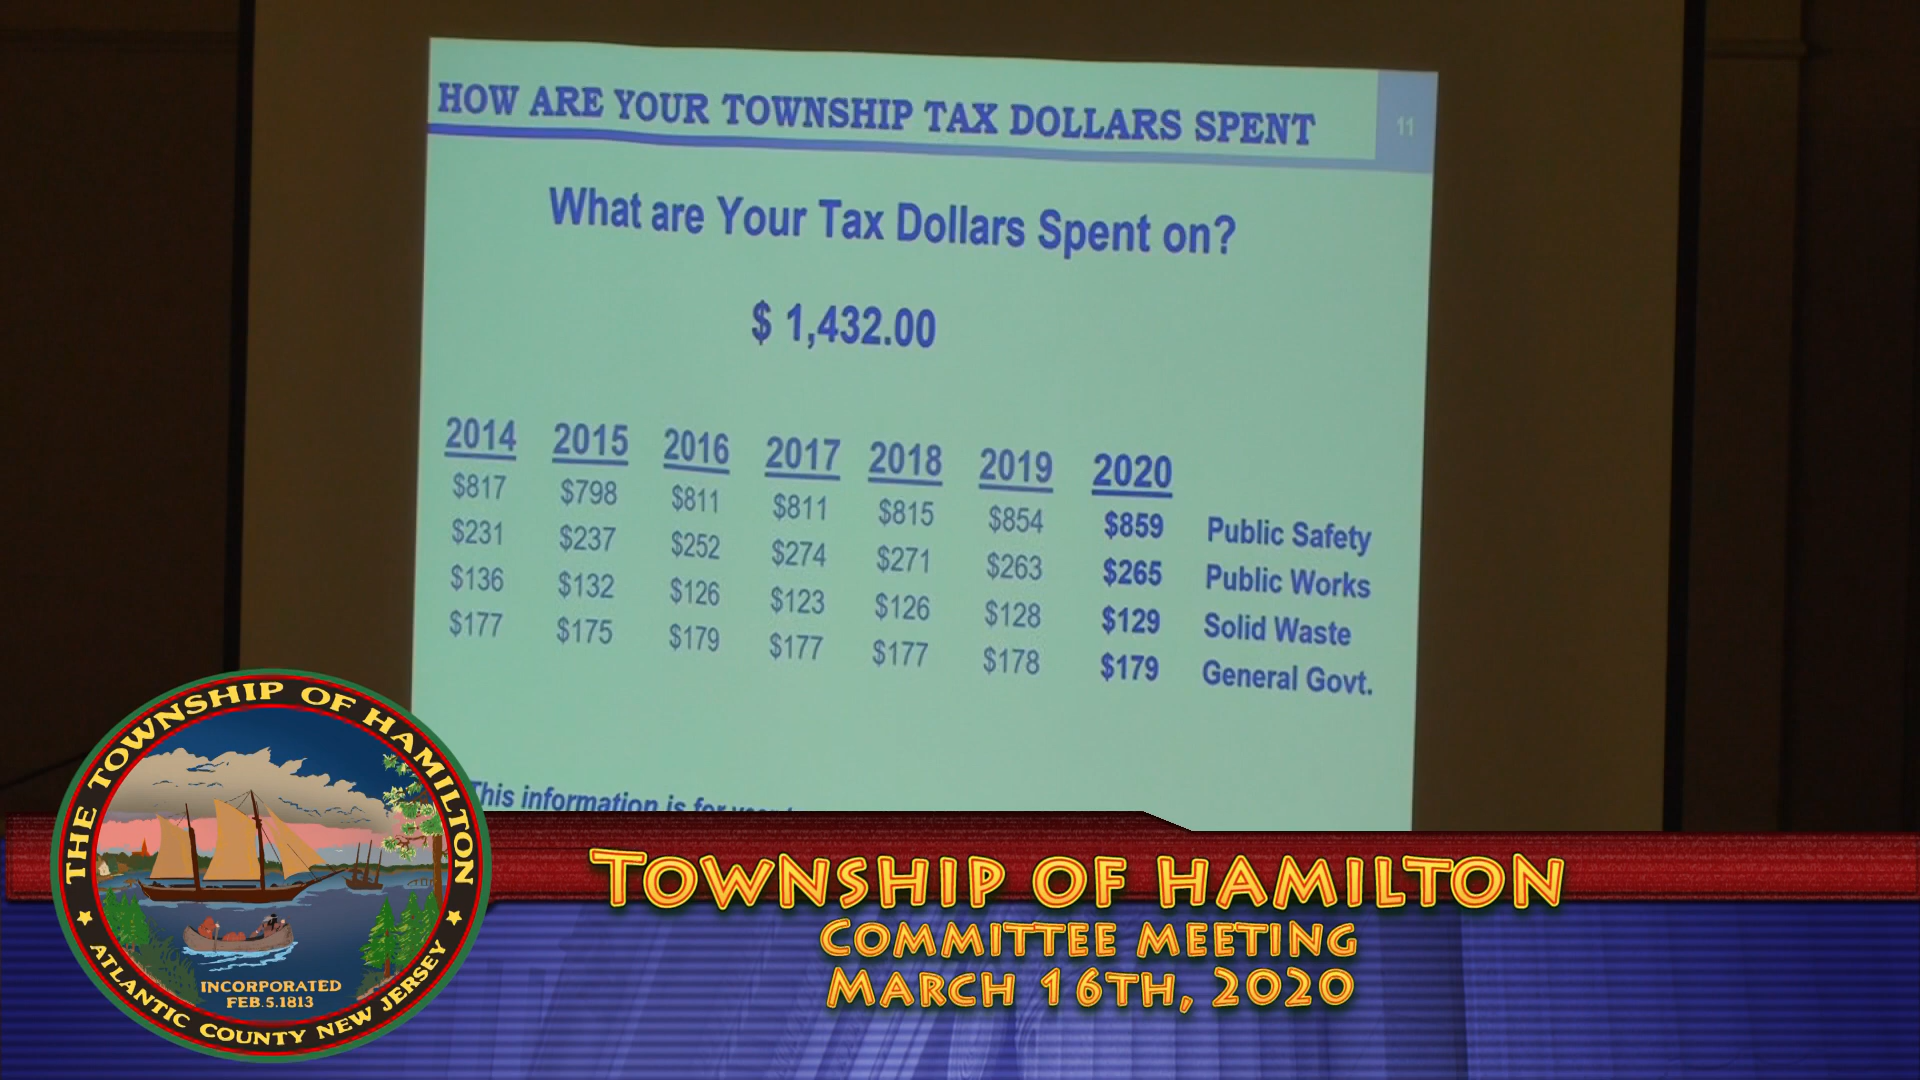 HOW ARE YOUR TOWNSHIP TAX DOLLARS SPENT
11
What are Your Tax Dollars Spent on?
$ 1,432.00
2014 2015 2016 2017 2018 2019 2020
$817 $798 $811 $811 $815 $854 $859 Public Safety
$231 $237 $252 $274 $271 $263 $265 Public Works
$136 $132 $126 $123 $126 $128 $129 Solid Waste
$177 $175 $179 $177 $177 $178 $179 General Govt.
This information is for
THE TOWNSHIP OF HAMILTON
INCORPORATED
FEB.5.1813
ATLANTIC COUNTY NEW JERSEY
TOWNSHIP OF HAMILTON
COMMITTEE MEETING
MARCH 16TH, 2020